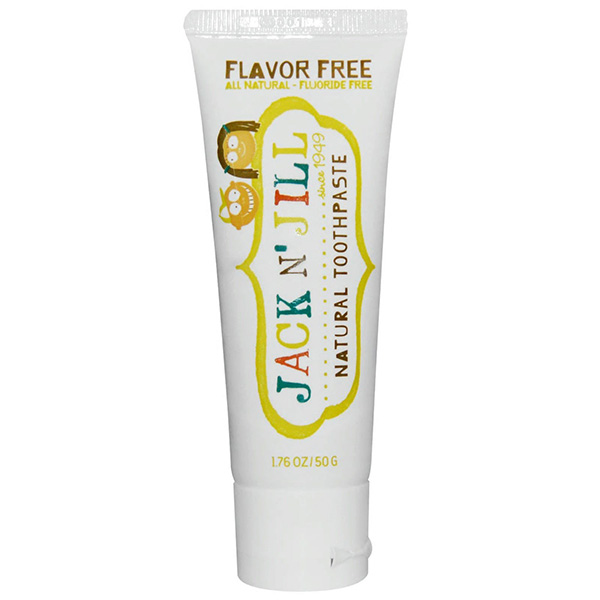 FLAVOR FREE
ALL NATURAL - FLUORIDE FREE
JACK N' JILL
since 1949
NATURAL TOOTHPASTE
1.76 OZ/50 G